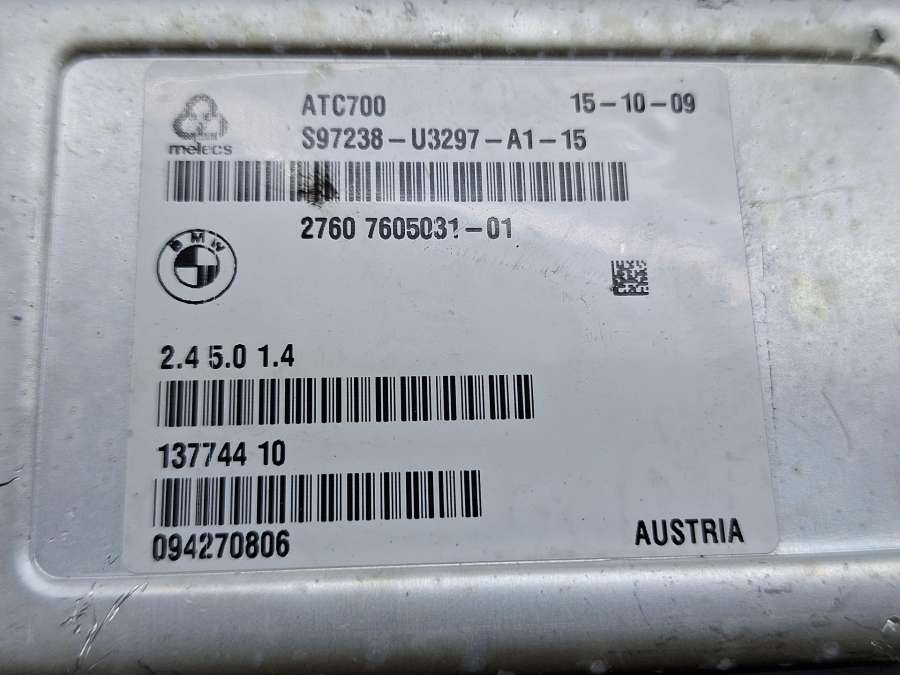 ATC700 15-10-09
melecs S97238-U3297-A1-15
2760 7605031-01
BMW
2.4 5.0 1.4
137744 10
094270806 AUSTRIA